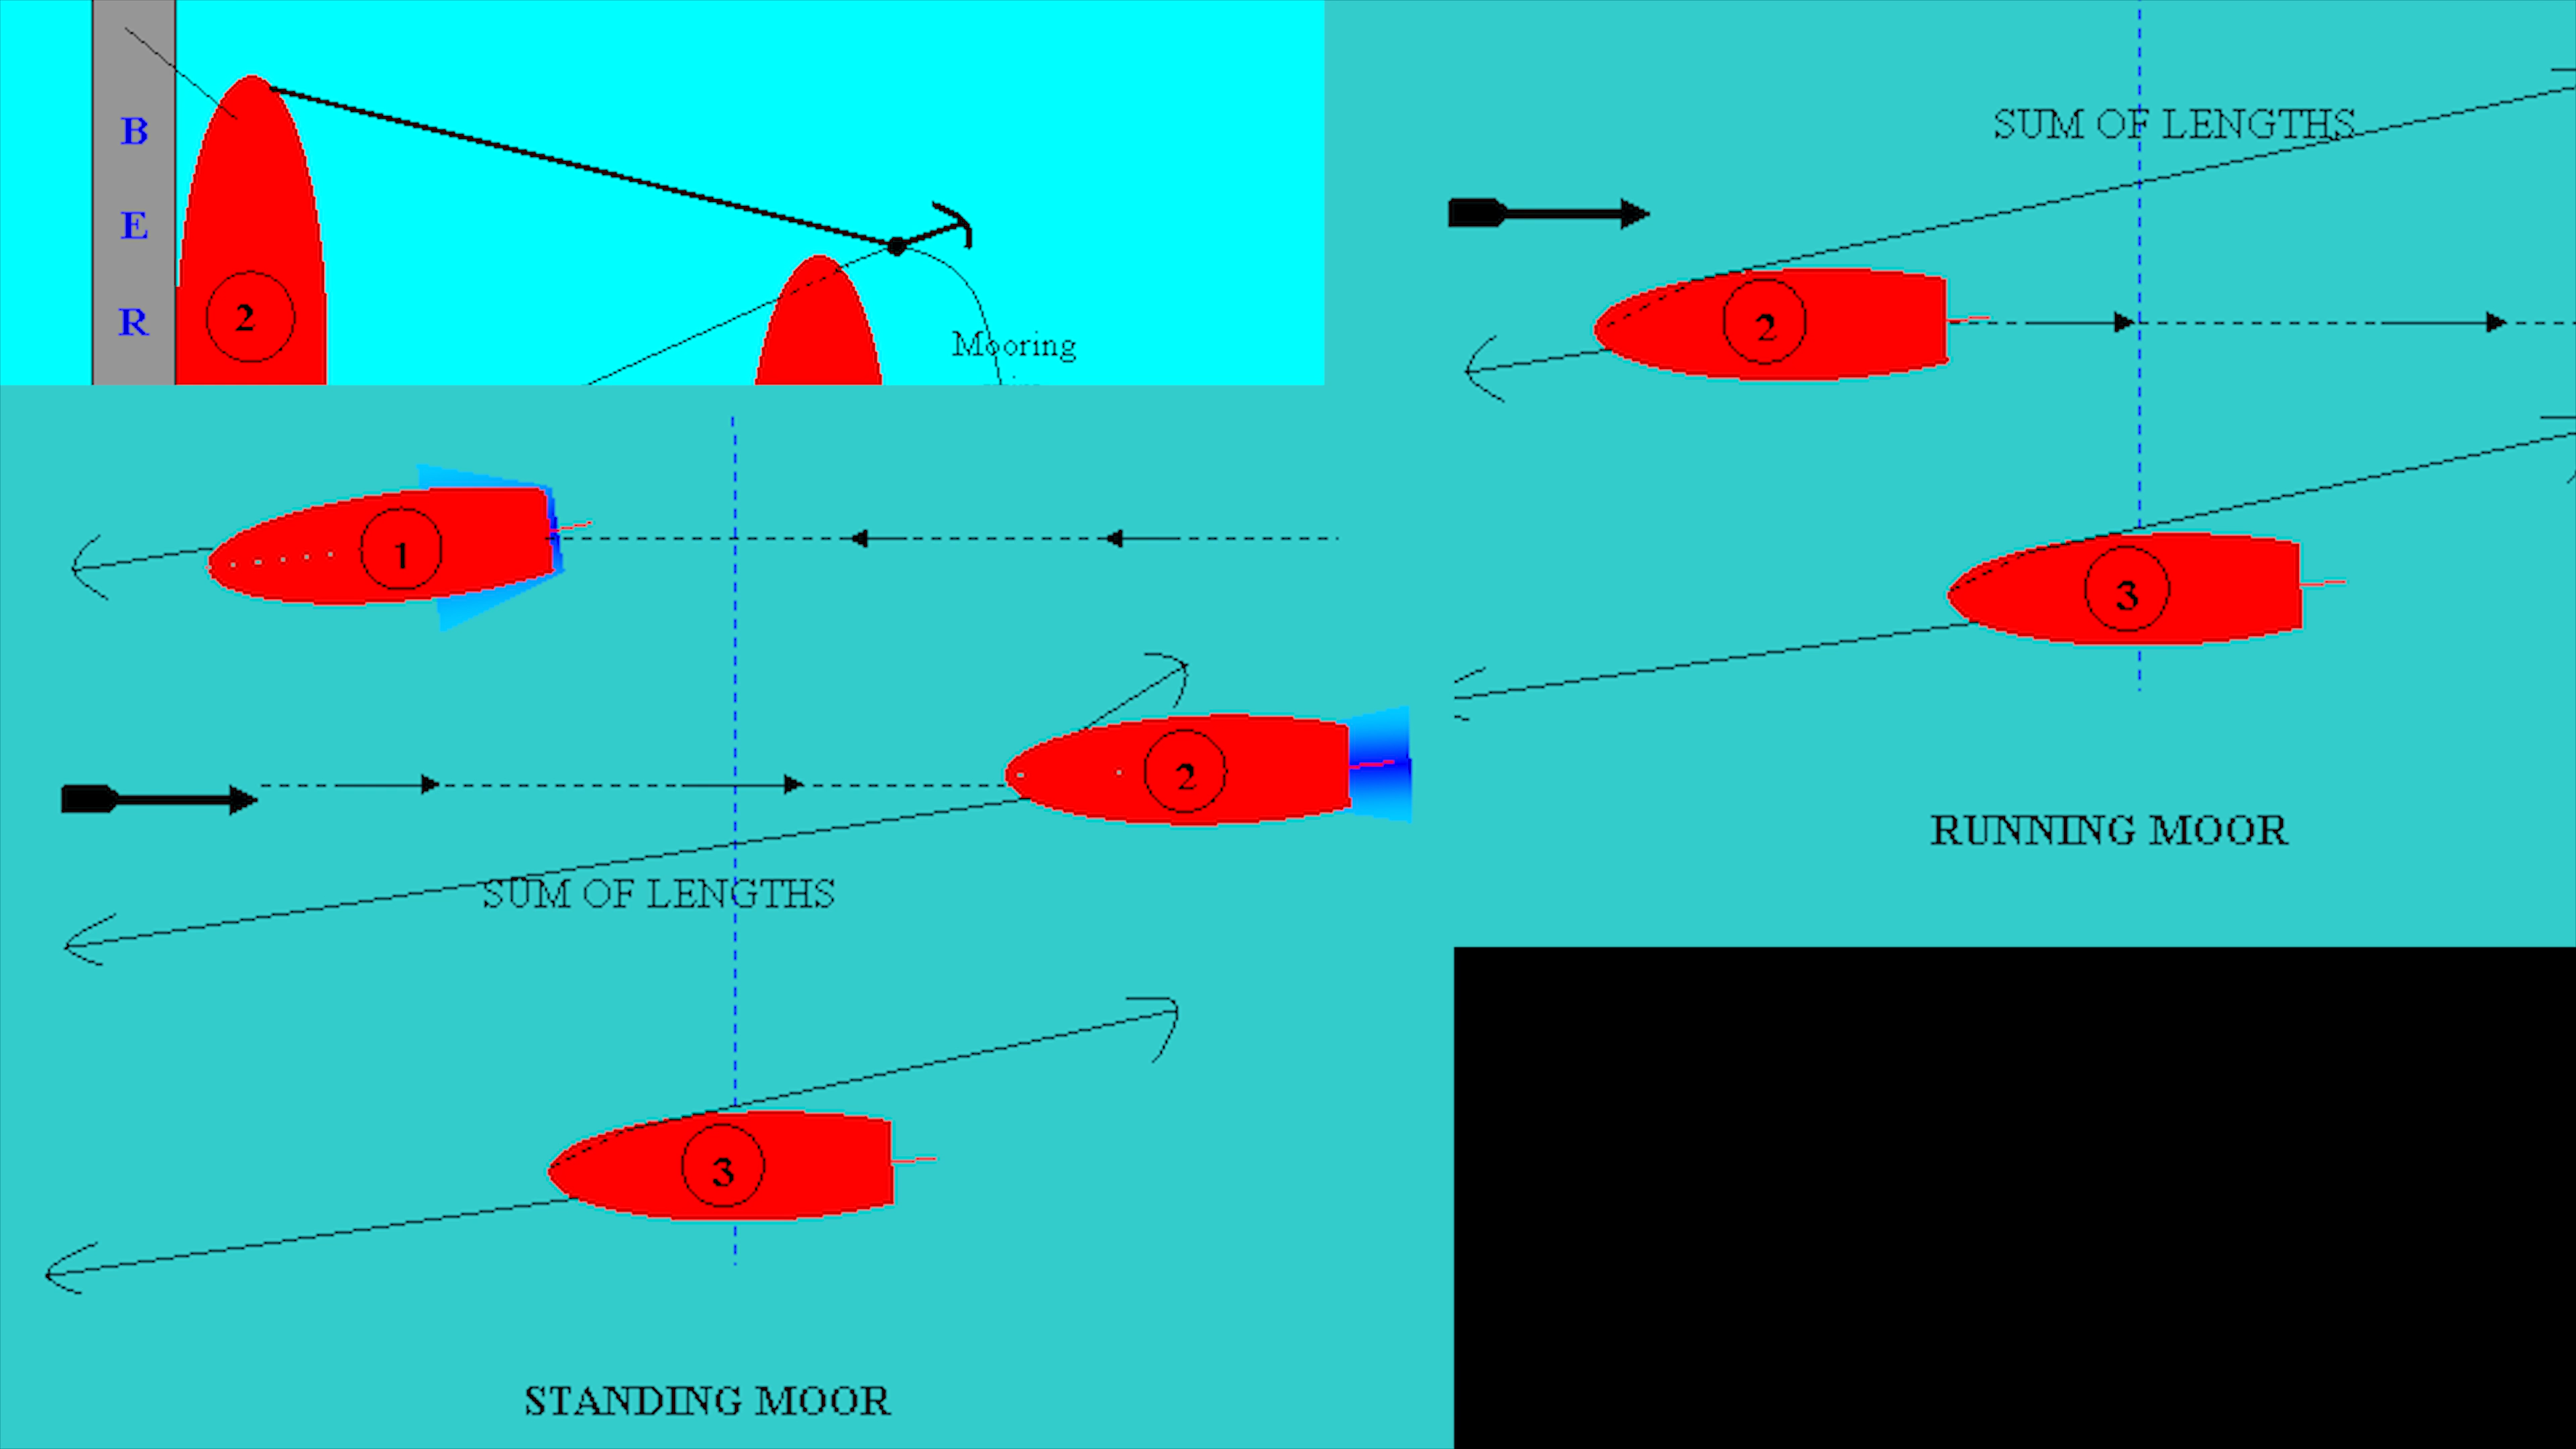 B
E
R
2
Mooring
SUM OF LENGTHS
2
3
RUNNING MOOR
1
2
SUM OF LENGTHS
3
STANDING MOOR